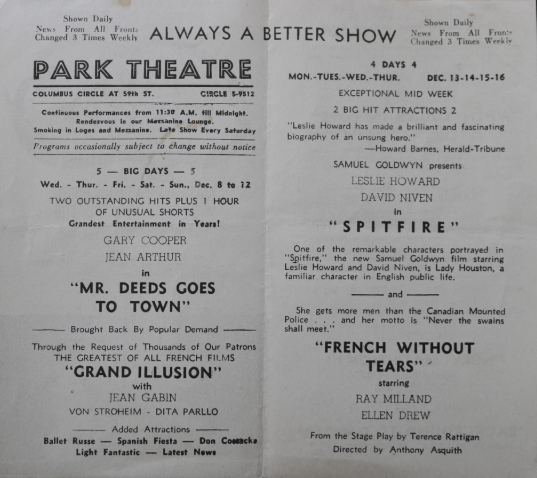 Shown Daily
News From All Fronts
Changed 3 Times Weekly
ALWAYS A BETTER SHOW
Shown Daily
News From All Fronts
Changed 3 Times Weekly
PARK THEATRE
COLUMBUS CIRCLE AT 59th ST. CIRCLE 5-9512
Continuous Performances from 11:30 A.M. till Midnight.
Rendezvous in our Mezzanine Lounge.
Smoking in Loges and Mezzanine. Late Show Every Saturday
Programs occasionally subject to change without notice
5 — BIG DAYS — 5
Wed. - Thur. - Fri. - Sat. - Sun., Dec. 8 to 12
TWO OUTSTANDING HITS PLUS 1 HOUR
OF UNUSUAL SHORTS
Grandest Entertainment in Years!
GARY COOPER
JEAN ARTHUR
in
"MR. DEEDS GOES
TO TOWN"
Brought Back By Popular Demand
Through the Request of Thousands of Our Patrons
THE GREATEST OF ALL FRENCH FILMS
"GRAND ILLUSION"
with
JEAN GABIN
VON STROHEIM - DITA PARLLO
Added Attractions
Ballet Russe — Spanish Fiesta — Don Cossacks
Light Fantastic — Latest News
4 DAYS 4
MON.-TUES.-WED.-THUR. DEC. 13-14-15-16
EXCEPTIONAL MID WEEK
2 BIG HIT ATTRACTIONS 2
"Leslie Howard has made a brilliant and fascinating
biography of an unsung hero."
—Howard Barnes, Herald-Tribune
SAMUEL GOLDWYN presents
LESLIE HOWARD
DAVID NIVEN
in
"SPITFIRE"
One of the remarkable characters portrayed in
"Spitfire," the new Samuel Goldwyn film starring
Leslie Howard and David Niven, is Lady Houston, a
familiar character in English public life.
and
She gets more men than the Canadian Mounted
Police . . . and her motto is "Never the swains
shall meet."
"FRENCH WITHOUT
TEARS"
starring
RAY MILLAND
ELLEN DREW
From the Stage Play by Terence Rattigan
Directed by Anthony Asquith